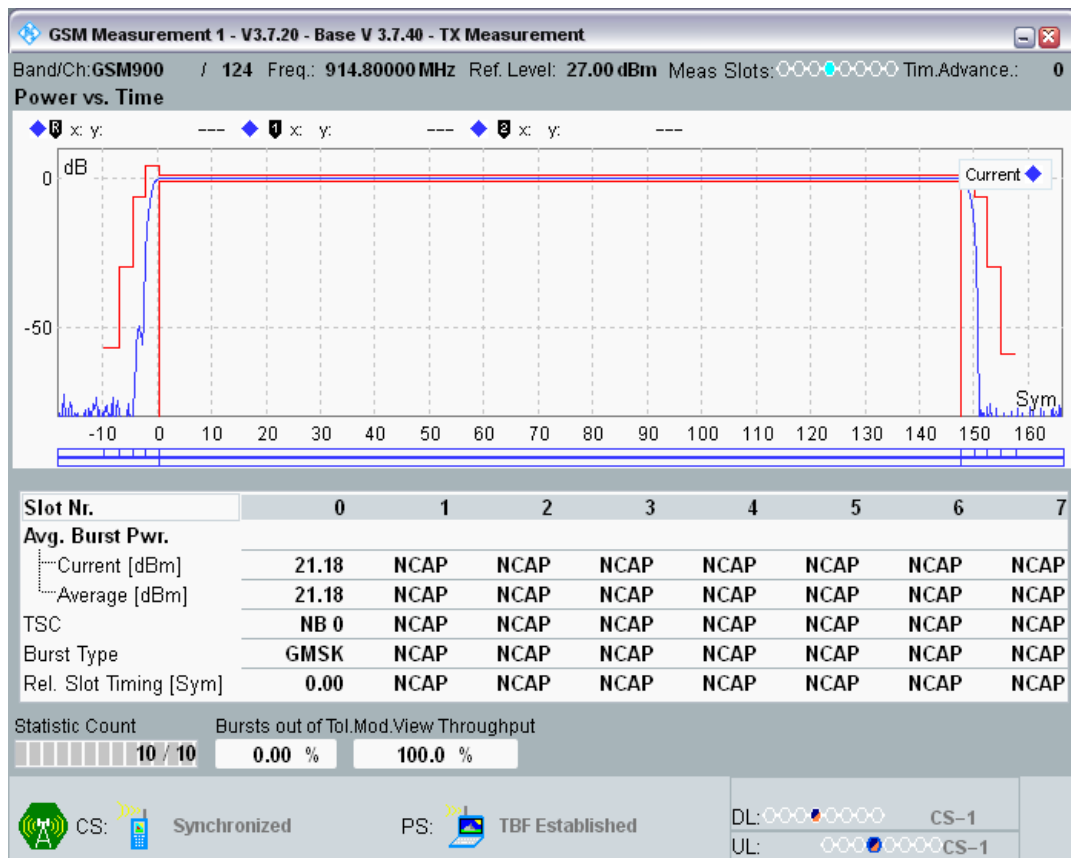 GSM Measurement 1 - V3.7.20 - Base V 3.7.40 - TX Measurement
Band/Ch:GSM900 / 124 Freq.: 914.80000 MHz Ref. Level: 27.00 dBm Meas Slots: Tim.Advance.: 0
Power vs. Time
R x: y: --- 1 x: y: --- 2 x: y: ---
dB
Current
0
-50
Sym
-10 0 10 20 30 40 50 60 70 80 90 100 110 120 130 140 150 160
Slot Nr. 0 1 2 3 4 5 6 7
Avg. Burst Pwr.
Current [dBm] 21.18 NCAP NCAP NCAP NCAP NCAP NCAP NCAP
Average [dBm] 21.18 NCAP NCAP NCAP NCAP NCAP NCAP NCAP
TSC NB 0 NCAP NCAP NCAP NCAP NCAP NCAP NCAP
Burst Type GMSK NCAP NCAP NCAP NCAP NCAP NCAP NCAP
Rel. Slot Timing [Sym] 0.00 NCAP NCAP NCAP NCAP NCAP NCAP NCAP
Statistic Count Bursts out of Tol. Mod.View Throughput
10 / 10 0.00 % 100.0 %
CS: Synchronized PS: TBF Established
DL: CS-1
UL: CS-1